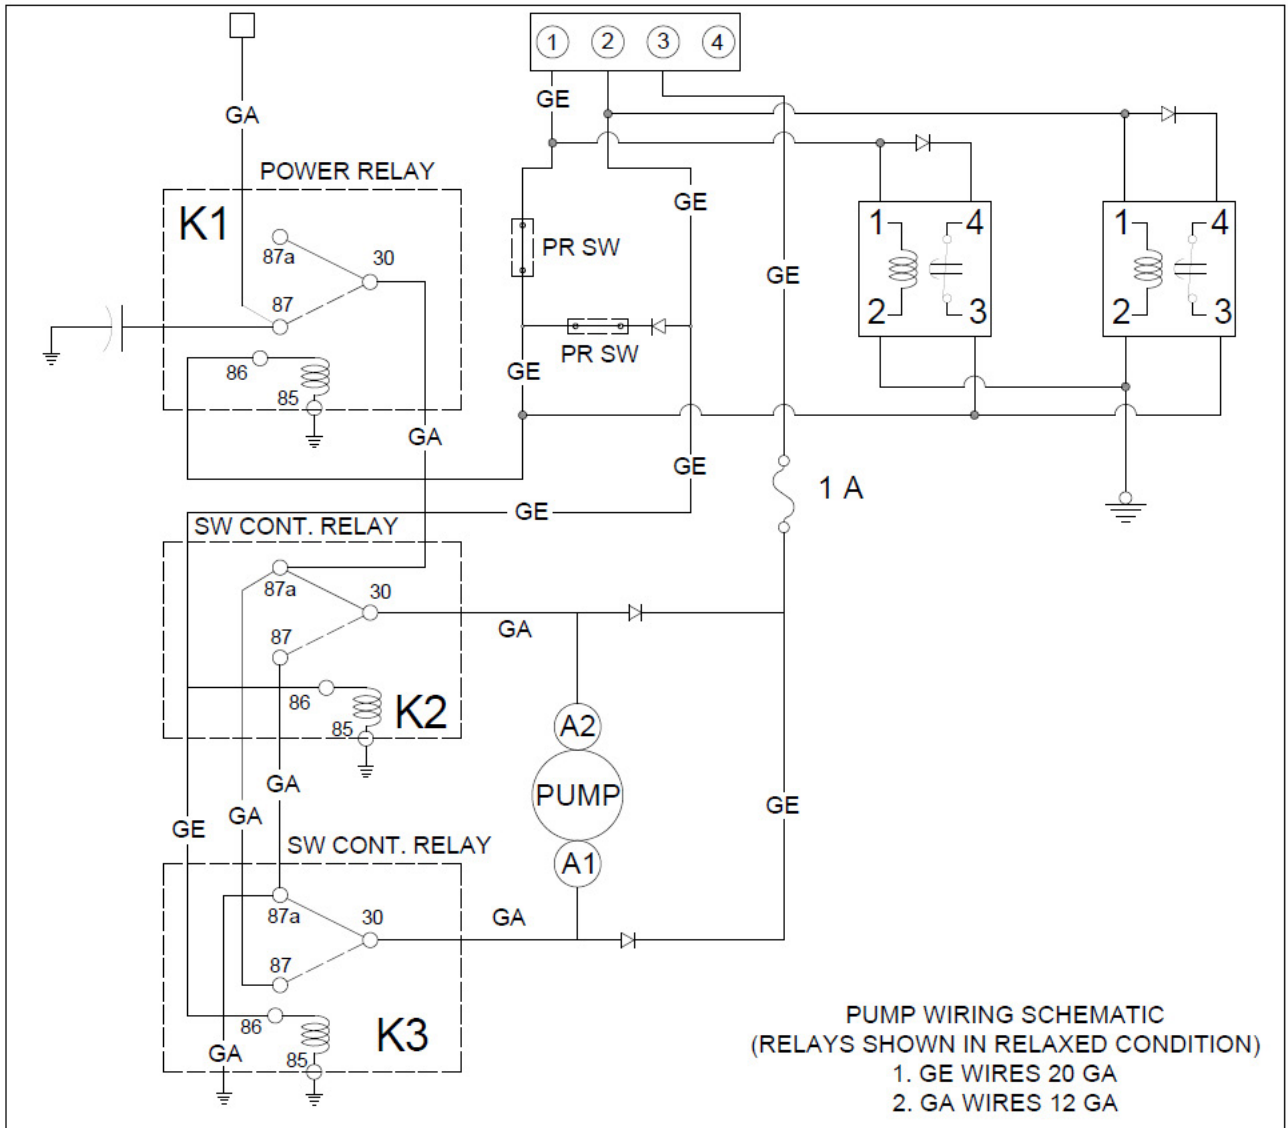 1 2 3 4
GE
GA
POWER RELAY
K1
87a
30
87
86
85
GA
PR SW
PR SW
GE
GE
GE
GE
1 2 3 4
1 2 3 4
1 A
GE
SW CONT. RELAY
87a
30
87
86
85
K2
GA
GA
GA
GE
A2
PUMP
A1
GE
SW CONT. RELAY
87a
30
87
86
85
K3
GA
GA
PUMP WIRING SCHEMATIC
(RELAYS SHOWN IN RELAXED CONDITION)
1. GE WIRES 20 GA
2. GA WIRES 12 GA